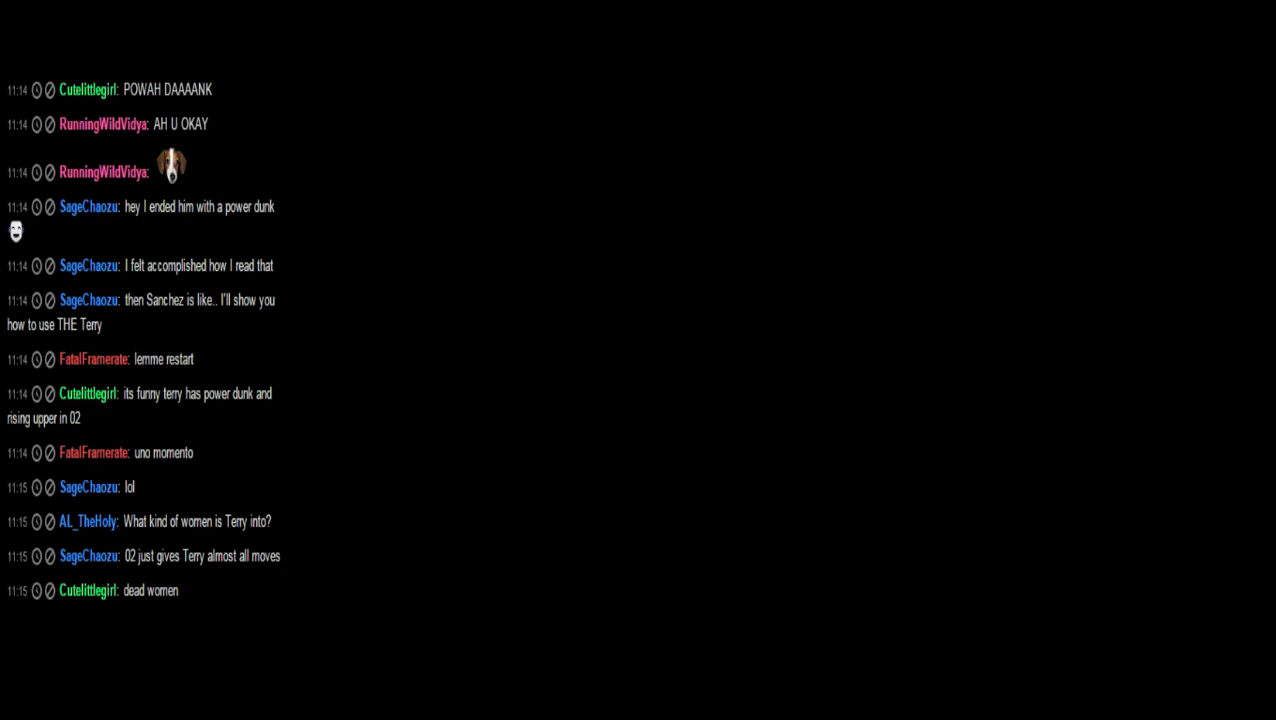 11:14 Cutelittlegirl: POWAH DAAAANK
11:14 RunningWildVidya: AH U OKAY
11:14 RunningWildVidya:
11:14 SageChaozu: hey I ended him with a power dunk
11:14 SageChaozu: I felt accomplished how I read that
11:14 SageChaozu: then Sanchez is like.. I'll show you
how to use THE Terry
11:14 FatalFramerate: lemme restart
11:14 Cutelittlegirl: its funny terry has power dunk and
rising upper in 02
11:14 FatalFramerate: uno momento
11:15 SageChaozu: lol
11:15 AL_TheHoly: What kind of women is Terry into?
11:15 SageChaozu: 02 just gives Terry almost all moves
11:15 Cutelittlegirl: dead women